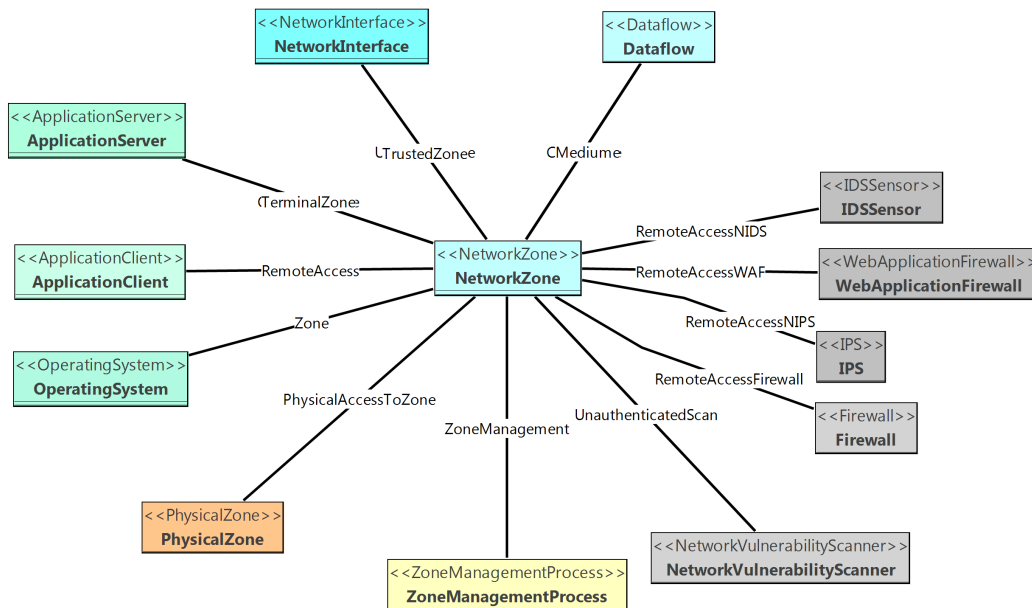 <<NetworkInterface>>
NetworkInterface
<<Dataflow>>
Dataflow
<<ApplicationServer>>
ApplicationServer
TrustedZone
CMedium
<<IDSSensor>>
IDSSensor
TerminalZone
RemoteAccessNIDS
<<ApplicationClient>>
ApplicationClient
RemoteAccess
<<NetworkZone>>
NetworkZone
RemoteAccessWAF
<<WebApplicationFirewall>>
WebApplicationFirewall
Zone
RemoteAccessNIPS
<<IPS>>
IPS
<<OperatingSystem>>
OperatingSystem
RemoteAccessFirewall
PhysicalAccessToZone
UnauthenticatedScan
<<Firewall>>
Firewall
ZoneManagement
<<PhysicalZone>>
PhysicalZone
<<NetworkVulnerabilityScanner>>
NetworkVulnerabilityScanner
<<ZoneManagementProcess>>
ZoneManagementProcess